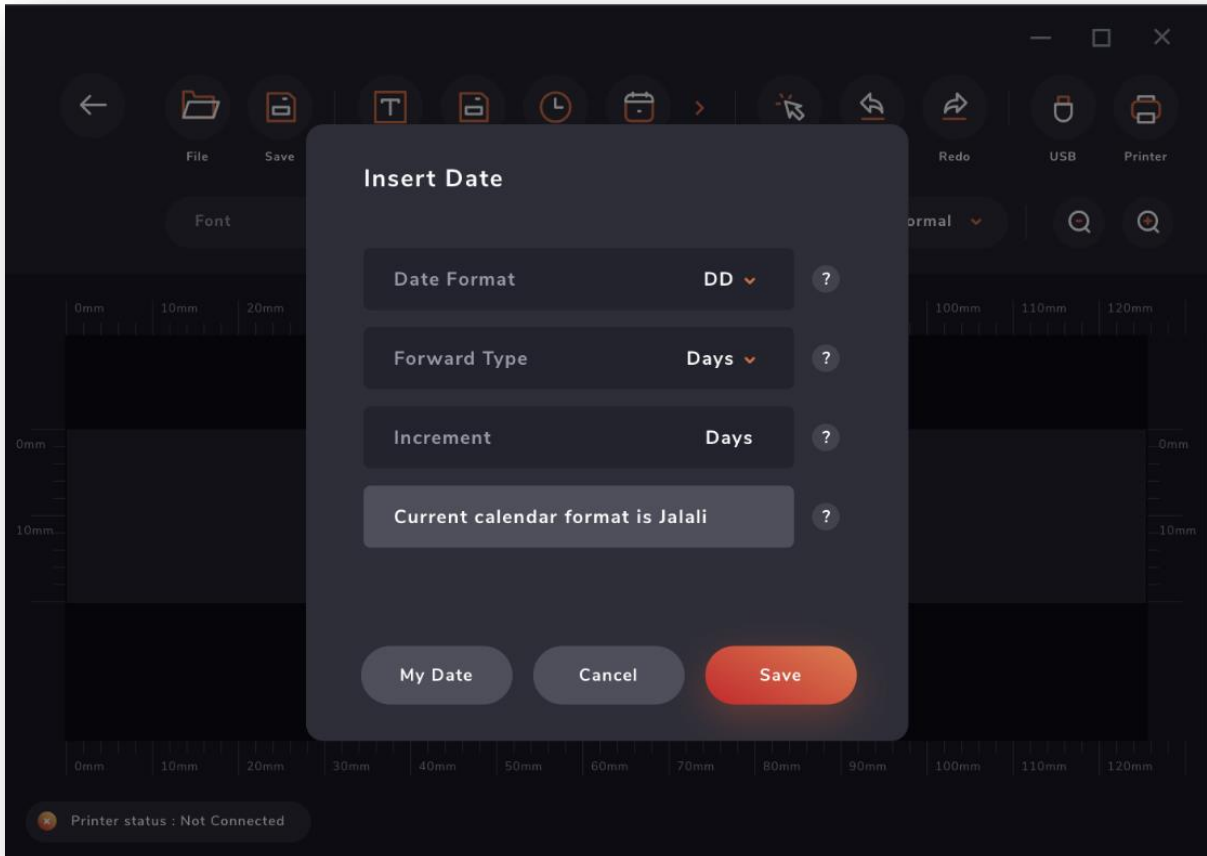 File
Save
Redo
USB
Printer
Insert Date
Font
ormal
Date Format
DD
?
Forward Type
Days
?
Increment
Days
?
Current calendar format is Jalali
?
My Date
Cancel
Save
0mm 10mm 20mm 100mm 110mm 120mm
0mm 0mm
10mm 10mm
0mm 10mm 20mm 30mm 40mm 50mm 60mm 70mm 80mm 90mm 100mm 110mm 120mm
Printer status : Not Connected